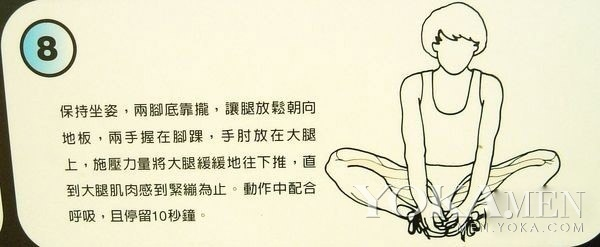 8
保持坐姿，兩腳底靠攏，讓腿放鬆朝向
地板，兩手握在腳踝，手肘放在大腿
上，施壓力量將大腿緩緩地往下推，直
到大腿肌肉感到緊繃為止。動作中配合
呼吸，且停留10秒鐘。
YOKAMEN
MEN.YOKA.COM